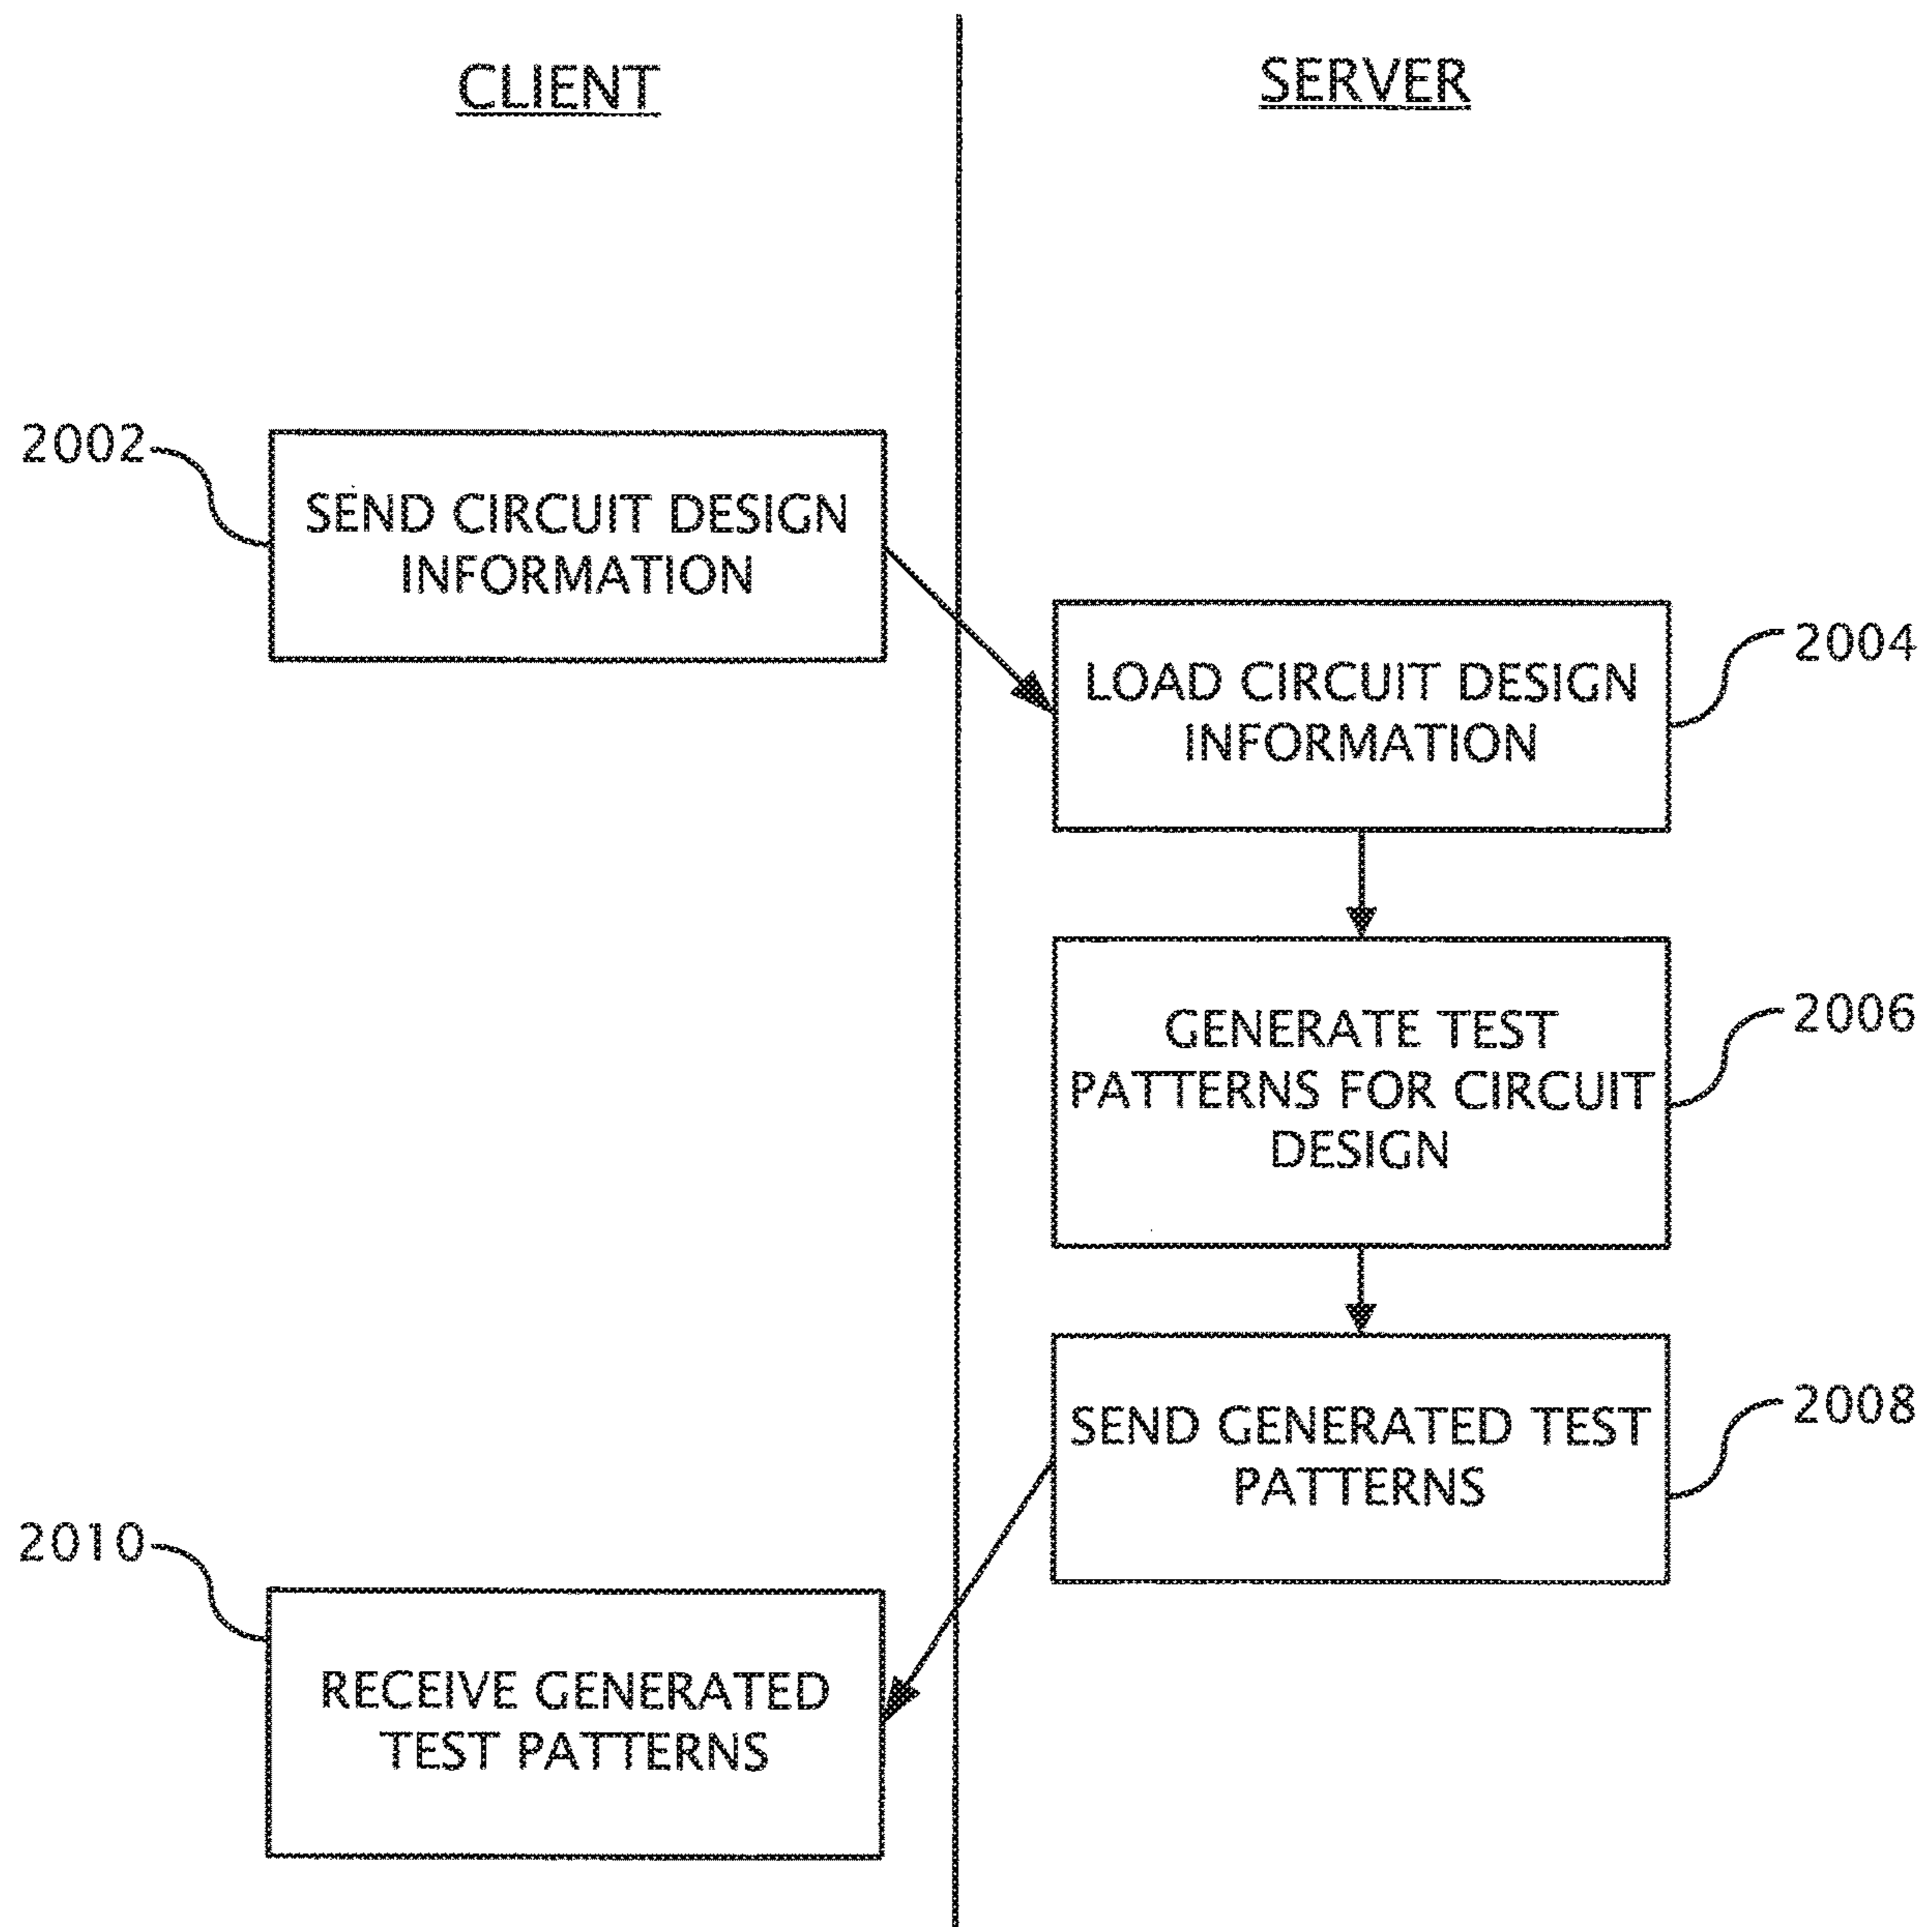 CLIENT
SERVER
2002
SEND CIRCUIT DESIGN
INFORMATION
LOAD CIRCUIT DESIGN
INFORMATION
2004
GENERATE TEST
PATTERNS FOR CIRCUIT
DESIGN
2006
SEND GENERATED TEST
PATTERNS
2008
2010
RECEIVE GENERATED
TEST PATTERNS